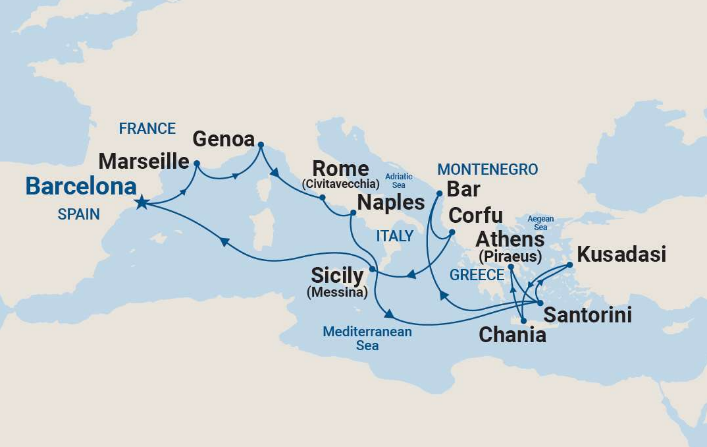 FRANCE
Genoa
Marseille
Barcelona
SPAIN
Rome
(Civitavecchia)
Adriatic
Sea
MONTENEGRO
Bar
Naples
Corfu
ITALY
Aegean
Sea
Athens
(Piraeus)
Kusadasi
GREECE
Sicily
(Messina)
Santorini
Mediterranean
Sea
Chania